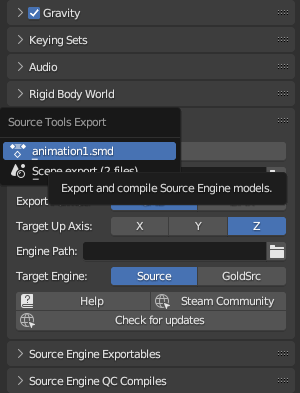 Gravity
Keying Sets
Audio
Rigid Body World
Source Tools Export
animation1.smd
Scene export (2 files)
Export and compile Source Engine models.
Export
Target Up Axis: X Y Z
Engine Path:
Target Engine: Source GoldSrc
Help Steam Community
Check for updates
Source Engine Exportables
Source Engine QC Compiles